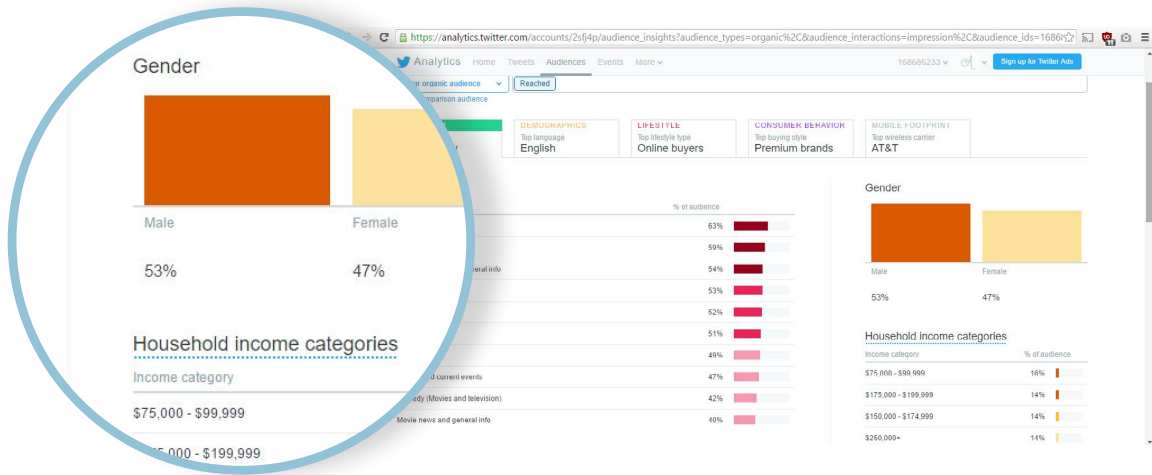 https://analytics.twitter.com/accounts/2sfj4p/audience_insights?audience_types=organic%2C&audience_interactions=impression%2C&audience_ids=1686
Analytics Home Tweets Audiences Events More
168686233
Sign up for Twitter Ads
organic audience
Reached
comparison audience
DEMOGRAPHICS
Top language
English
LIFESTYLE
Top lifestyle type
Online buyers
CONSUMER BEHAVIOR
Top buying style
Premium brands
MOBILE FOOTPRINT
Top wireless carrier
AT&T
% of audience
63%
59%
general info 54%
53%
52%
51%
49%
current events 47%
(Movies and television) 42%
Movie news and general info 40%
Gender
Male Female
53% 47%
Household income categories
Income category % of audience
$75,000 - $99,999 16%
$175,000 - $199,999 14%
$150,000 - $174,999 14%
$250,000+ 14%
Gender
Male Female
53% 47%
Household income categories
Income category
$75,000 - $99,999
000 - $199,999